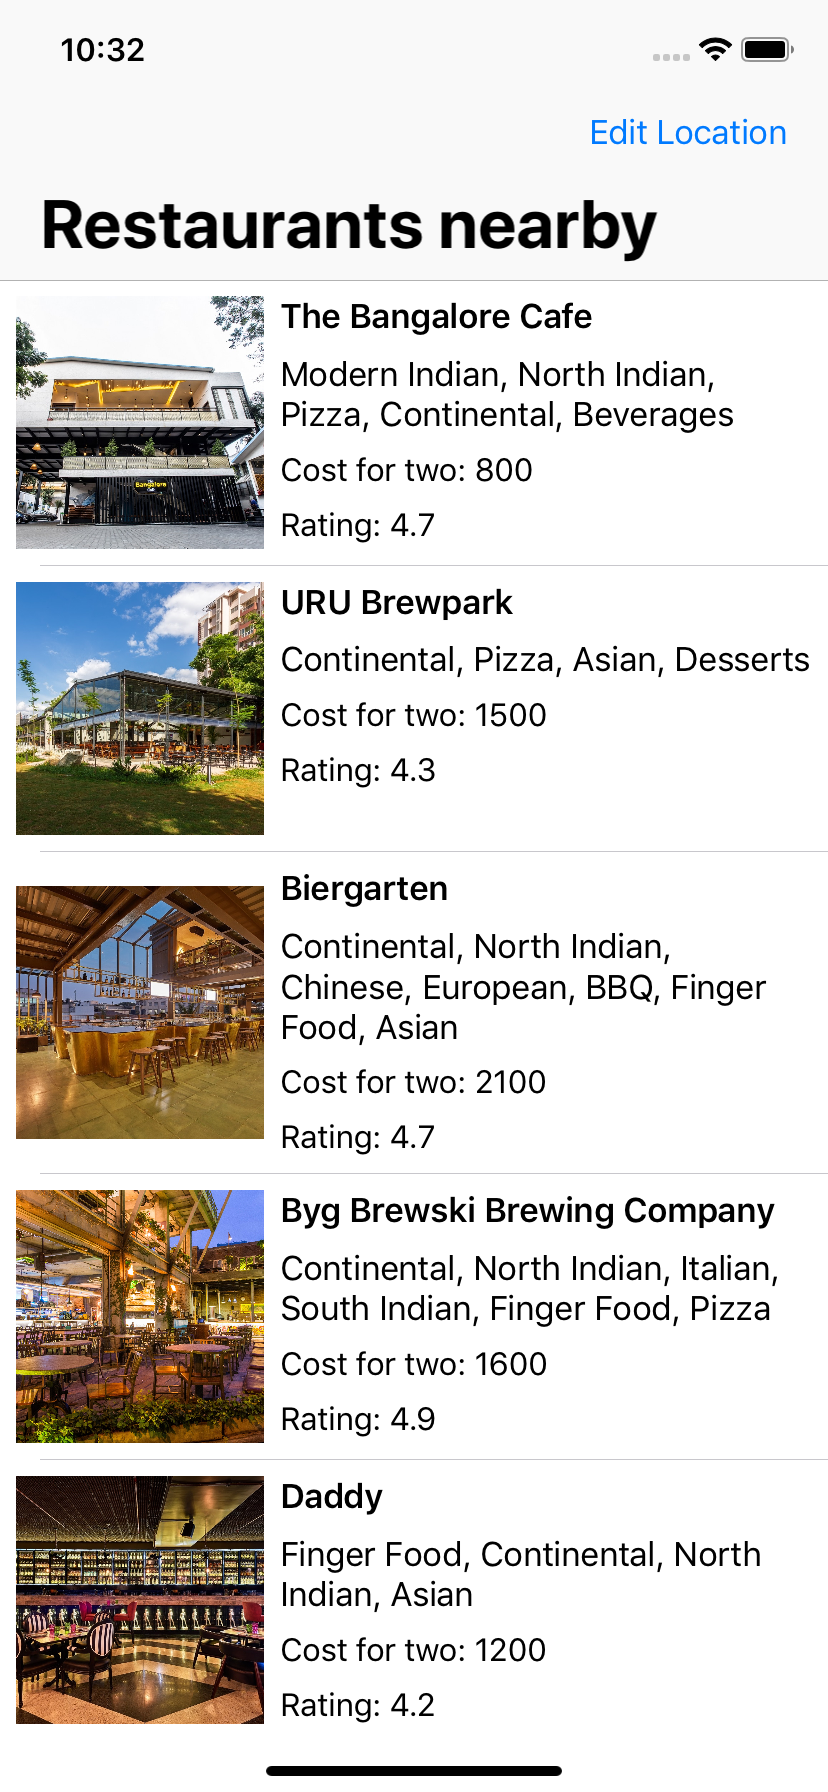 10:32
Edit Location
Restaurants nearby
The Bangalore Cafe
Modern Indian, North Indian,
Pizza, Continental, Beverages
Cost for two: 800
Rating: 4.7
Bangalore
URU Brewpark
Continental, Pizza, Asian, Desserts
Cost for two: 1500
Rating: 4.3
Biergarten
Continental, North Indian,
Chinese, European, BBQ, Finger
Food, Asian
Cost for two: 2100
Rating: 4.7
Byg Brewski Brewing Company
Continental, North Indian, Italian,
South Indian, Finger Food, Pizza
Cost for two: 1600
Rating: 4.9
Daddy
Finger Food, Continental, North
Indian, Asian
Cost for two: 1200
Rating: 4.2